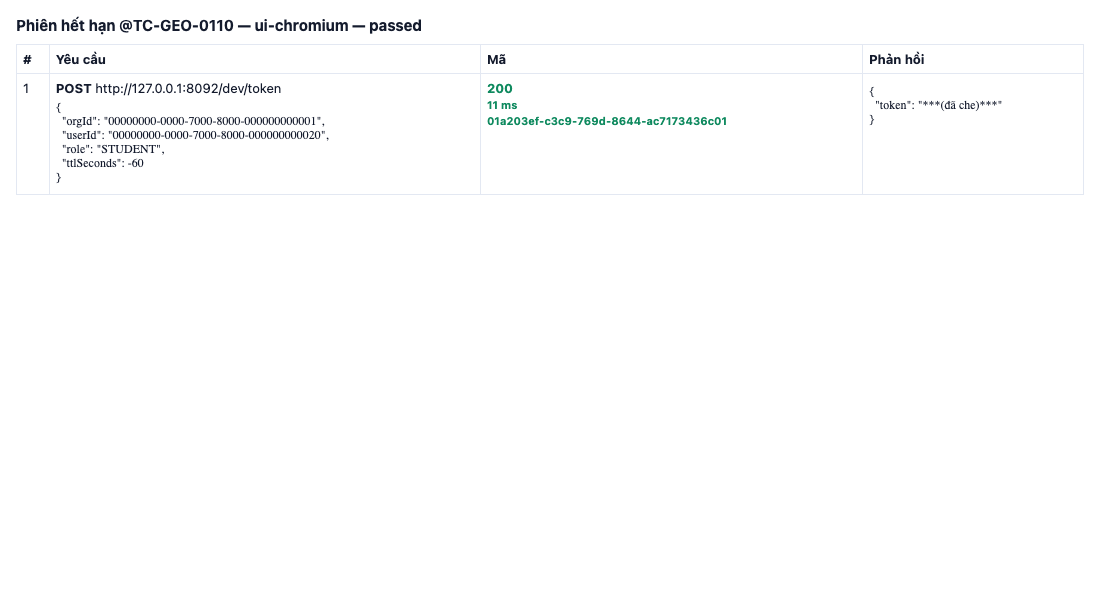 Phiên hết hạn @TC-GEO-0110 — ui-chromium — passed
# Yêu cầu Mã Phản hồi
1 POST http://127.0.0.1:8092/dev/token
{
"orgId": "00000000-0000-7000-8000-000000000001",
"userId": "00000000-0000-7000-8000-000000000020",
"role": "STUDENT",
"ttlSeconds": -60
}
200
11 ms
01a203ef-c3c9-769d-8644-ac7173436c01
{
"token": "***(đã che)***"
}